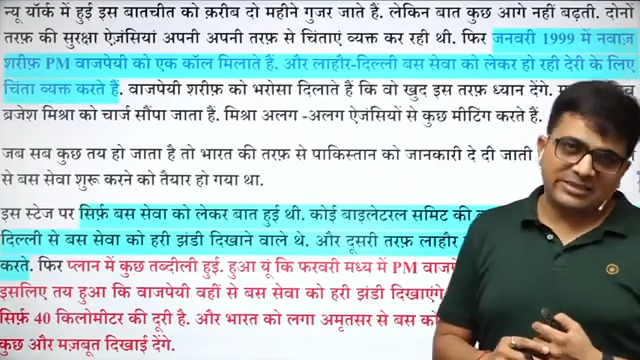 न्यू यॉर्क में हुई इस बातचीत को क़रीब दो महीने गुजर जाते हैं. लेकिन बात कुछ आगे नहीं बढ़ती. दोनों
तरफ़ की सुरक्षा ऐज़ंसियां अपनी अपनी तरफ़ से चिंताएं व्यक्त कर रही थी. फिर जनवरी 1999 में नवाज़
शरीफ़ PM वाजपेयी को एक कॉल मिलाते हैं. और लाहौर-दिल्ली बस सेवा को लेकर हो रही देरी के लिए
चिंता व्यक्त करते हैं. वाजपेयी शरीफ़ को भरोसा दिलाते हैं कि वो खुद इस तरफ़ ध्यान देंगे.
ब्रजेश मिश्रा को चार्ज सौंपा जाता हैं. मिश्रा अलग -अलग ऐजंसियों से कुछ मीटिंग करते हैं.
जब सब कुछ तय हो जाता है तो भारत की तरफ़ से पाकिस्तान को जानकारी दे दी जाती
से बस सेवा शुरू करने को तैयार हो गया था.
इस स्टेज पर सिर्फ़ बस सेवा को लेकर बात हुई थी. कोई बाइलेटरल समिट की
दिल्ली से बस सेवा को हरी झंडी दिखाने वाले थे. और दूसरी तरफ़ लाहौर
करते. फिर प्लान में कुछ तब्दीली हुई. हुआ यूं कि फरवरी मध्य में PM
इसलिए तय हुआ कि वाजपेयी वहीं से बस सेवा को हरी झंडी दिखाएंगे
सिर्फ़ 40 किलोमीटर की दूरी है. और भारत को लगा अमृतसर से बस को
कुछ और मज़बूत दिखाई देंगे.